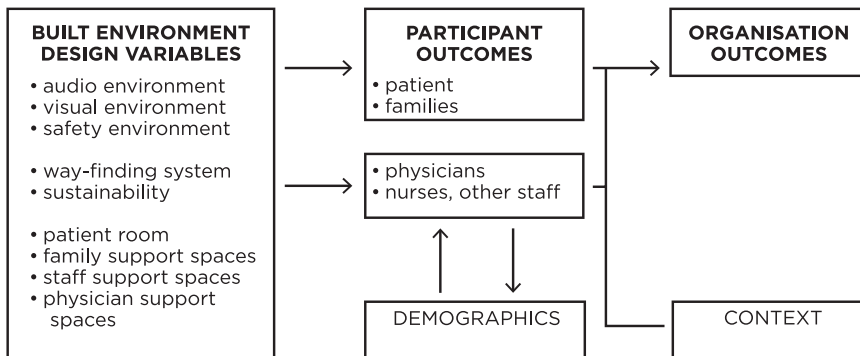 BUILT ENVIRONMENT
DESIGN VARIABLES
• audio environment
• visual environment
• safety environment
• way-finding system
• sustainability
• patient room
• family support spaces
• staff support spaces
• physician support
spaces
PARTICIPANT
OUTCOMES
• patient
• families
• physicians
• nurses, other staff
DEMOGRAPHICS
ORGANISATION
OUTCOMES
CONTEXT